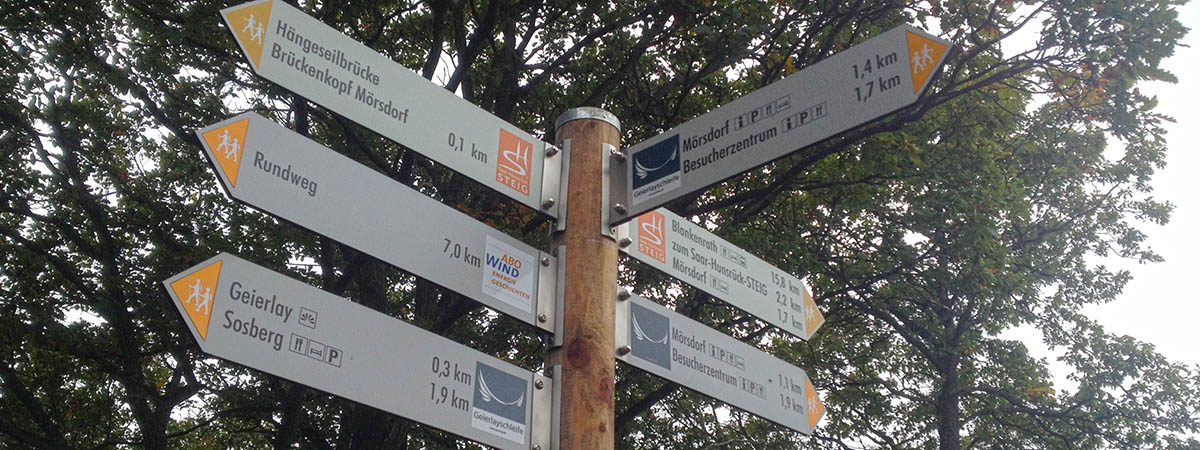 Hängeseilbrücke
Brückenkopf Mörsdorf
0,1 km
STEIG
Rundweg
7,0 km
ABO
WIND
ENERGIE
GESCHICHTEN
Geierlay
Sosberg P
0,3 km
1,9 km
Geierlayschleife
Mörsdorf i P 1,4 km
Besucherzentrum i P 1,7 km
Geierlayschleife
STEIG
Blankenrath 15,8 km
zum Saar-Hunsrück-STEIG 2,2 km
Mörsdorf 1,7 km
Mörsdorf i P 1,1 km
Besucherzentrum i P 1,9 km